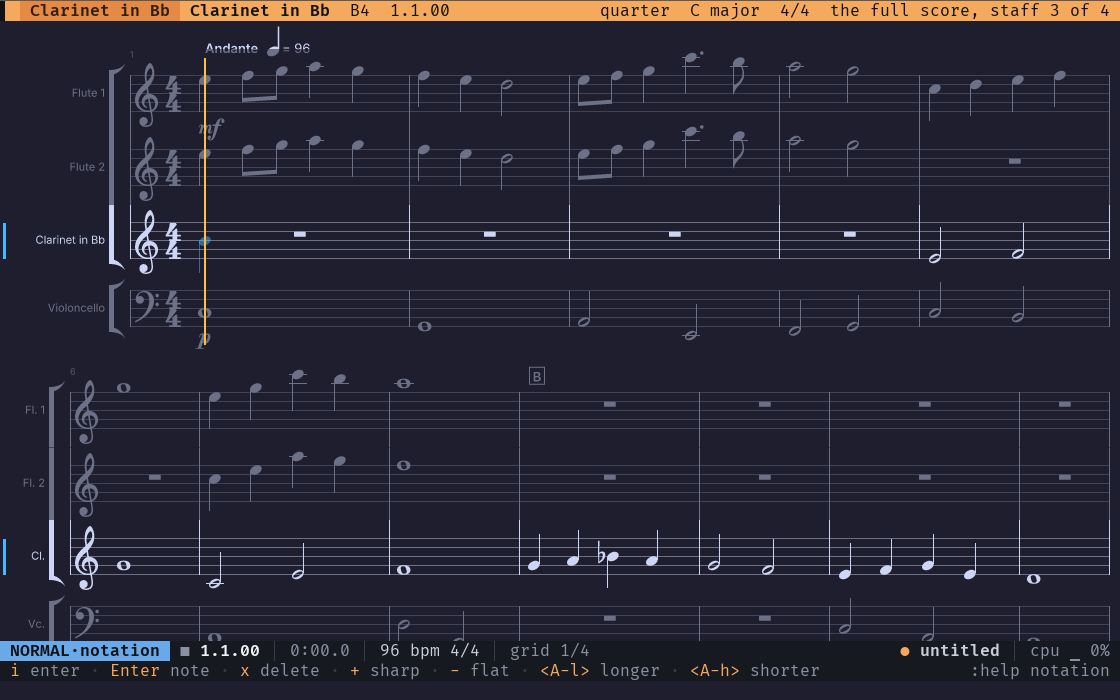 Clarinet in Bb Clarinet in Bb B4 1.1.00 quarter C major 4/4 the full score, staff 3 of 4
Andante = 96
1
Flute 1
mf
Flute 2
Clarinet in Bb
Violoncello
p
6
B
Fl. 1
Fl. 2
Cl.
Vc.
NORMAL·notation ■ 1.1.00 │ 0:00.0 │ 96 bpm 4/4 │ grid 1/4 ● untitled │ cpu _ 0%
i enter · Enter note · x delete · + sharp · - flat · <A-l> longer · <A-h> shorter :help notation